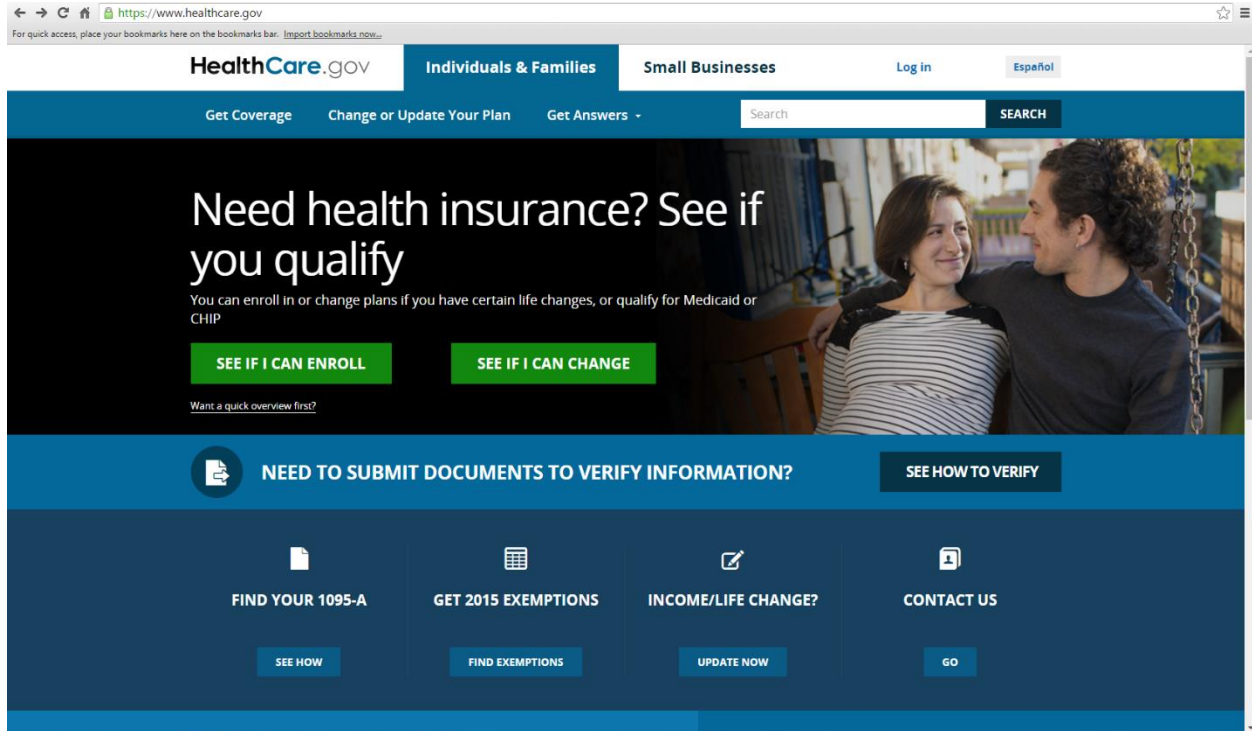 https://www.healthcare.gov
For quick access, place your bookmarks here on the bookmarks bar. Import bookmarks now...
HealthCare.gov Individuals & Families Small Businesses Log in Español
Get Coverage Change or Update Your Plan Get Answers Search SEARCH
Need health insurance? See if
you qualify
You can enroll in or change plans if you have certain life changes, or qualify for Medicaid or
CHIP
SEE IF I CAN ENROLL SEE IF I CAN CHANGE
Want a quick overview first?
NEED TO SUBMIT DOCUMENTS TO VERIFY INFORMATION? SEE HOW TO VERIFY
FIND YOUR 1095-A GET 2015 EXEMPTIONS INCOME/LIFE CHANGE? CONTACT US
SEE HOW FIND EXEMPTIONS UPDATE NOW GO